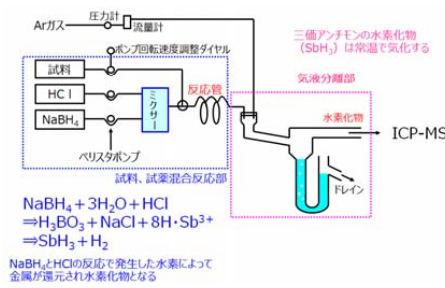 Arガス
圧力計
流量計
ポンプ回転速度調整ダイヤル
試料
HCl
NaBH₄
ミクサー
反応管
ペリスタポンプ
試料、試薬混合反応部
三価アンチモンの水素化物
(SbH₃)は常温で気化する
気液分離部
水素化物
ICP-MS
ドレイン
NaBH₄+3H₂O+HCl
⇒H₃BO₃+NaCl+8H・Sb³⁺
⇒SbH₃+H₂
NaBH₄とHClの反応で発生した水素によって
金属が還元され水素化物となる